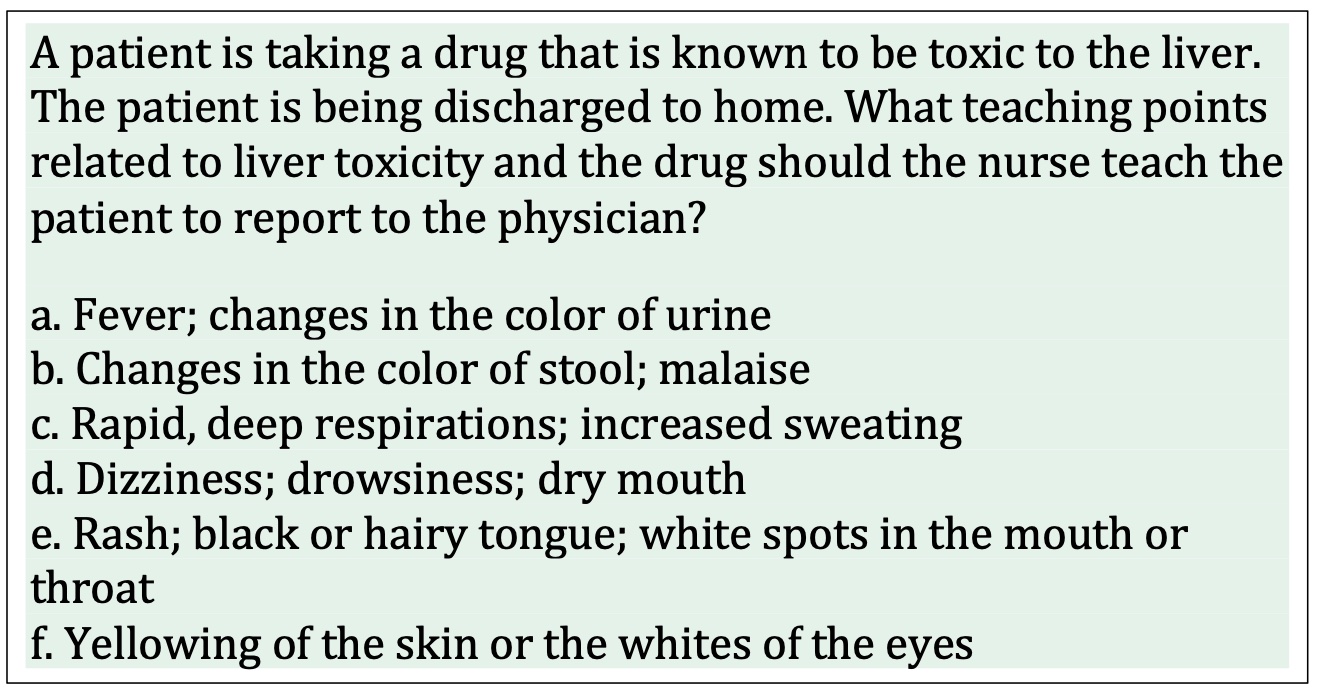 A patient is taking a drug that is known to be toxic to the liver.
The patient is being discharged to home. What teaching points
related to liver toxicity and the drug should the nurse teach the
patient to report to the physician?
a. Fever; changes in the color of urine
b. Changes in the color of stool; malaise
c. Rapid, deep respirations; increased sweating
d. Dizziness; drowsiness; dry mouth
e. Rash; black or hairy tongue; white spots in the mouth or
throat
f. Yellowing of the skin or the whites of the eyes